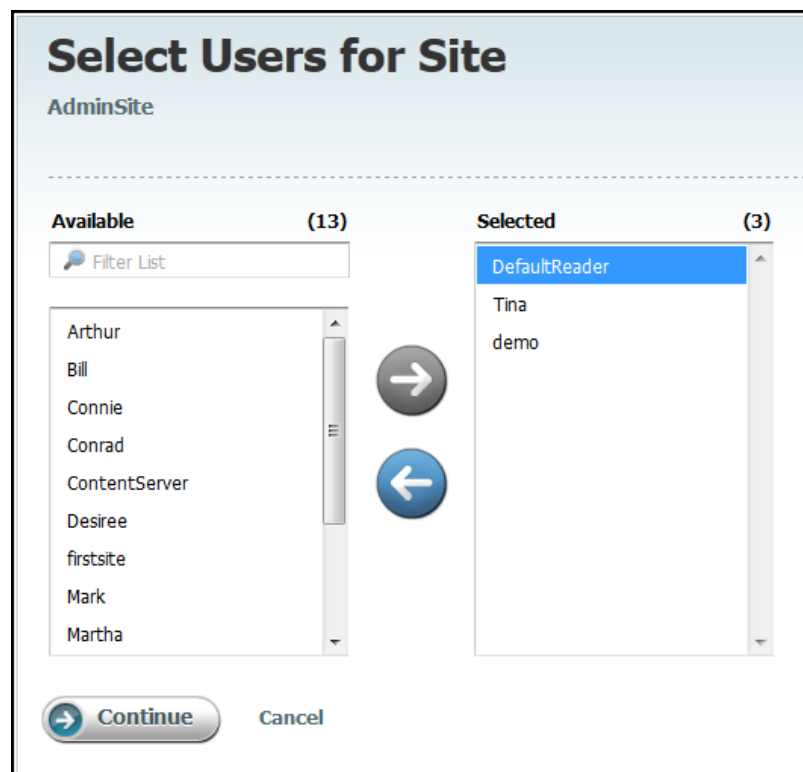 Select Users for Site
AdminSite
Available (13)
Filter List
Arthur
Bill
Connie
Conrad
ContentServer
Desiree
firstsite
Mark
Martha
Selected (3)
DefaultReader
Tina
demo
Continue Cancel